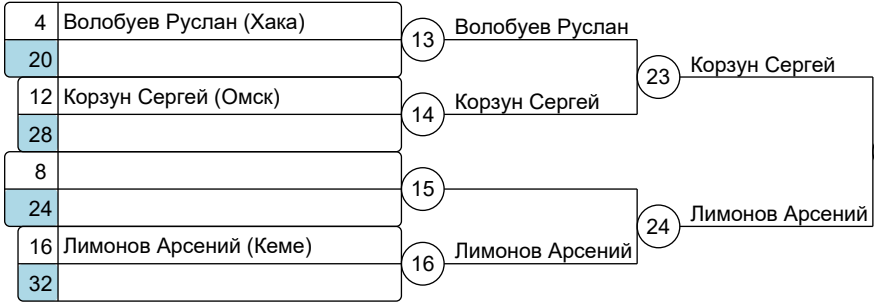 4 Волобуев Руслан (Хака)
20
12 Корзун Сергей (Омск)
28
8
24
16 Лимонов Арсений (Кеме)
32
13 Волобуев Руслан
14 Корзун Сергей
15
16 Лимонов Арсений
23 Корзун Сергей
24 Лимонов Арсений